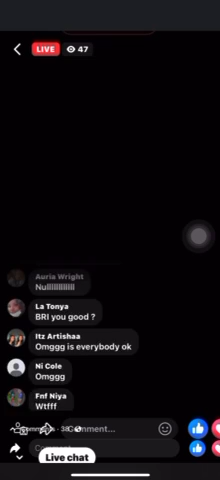 LIVE 47
Auria Wright
Nullllllllllll
La Tonya
BRI you good ?
Itz Artishaa
Omggg is everybody ok
Ni Cole
Omggg
Fnf Niya
Wtfff
Live chat